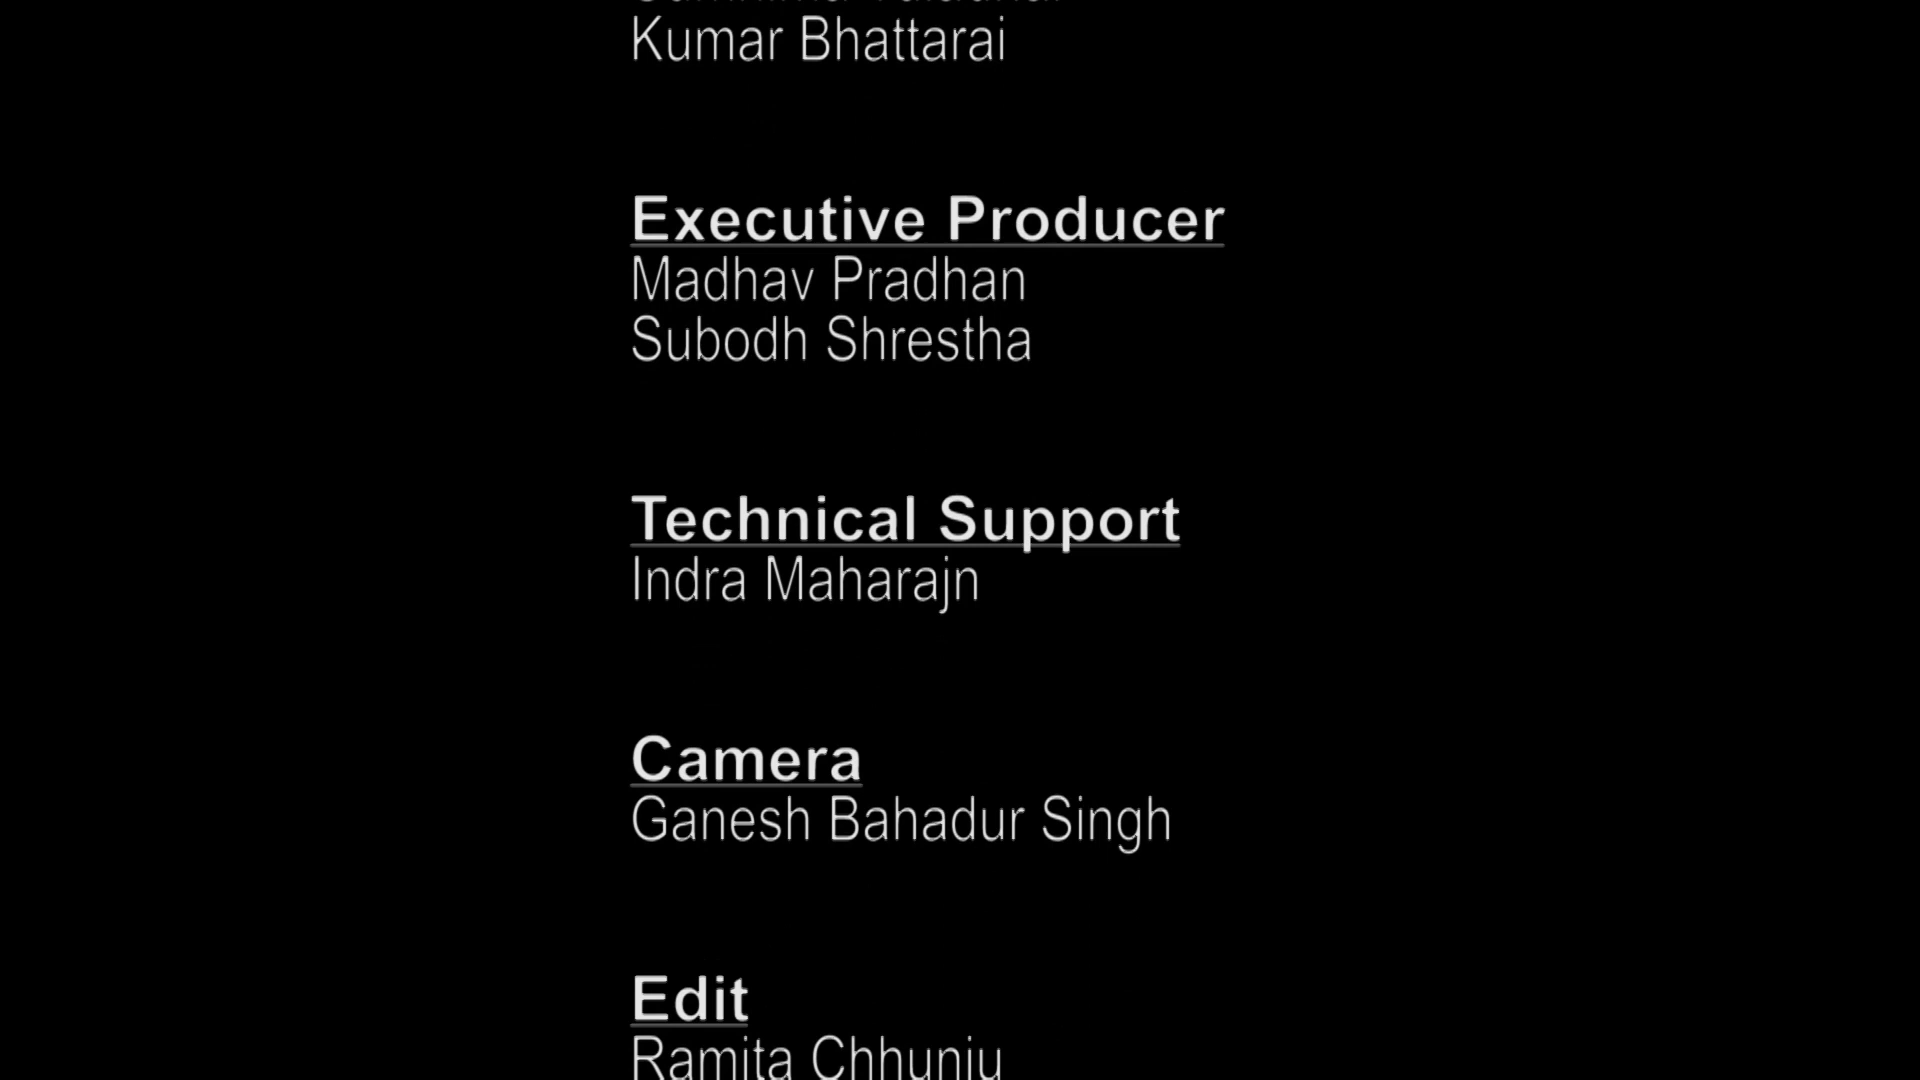 Kumar Bhattarai
Executive Producer
Madhav Pradhan
Subodh Shrestha
Technical Support
Indra Maharajn
Camera
Ganesh Bahadur Singh
Edit
Ramita Chhunju